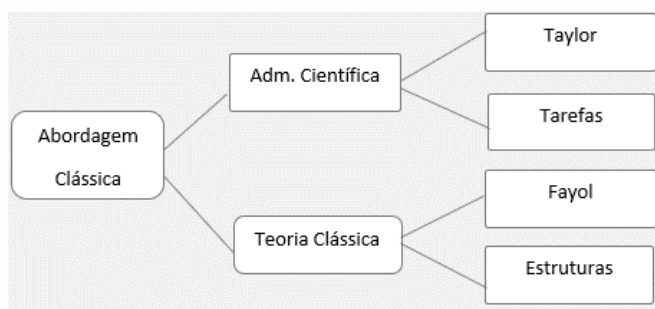 Abordagem
Clássica
Adm. Científica
Taylor
Tarefas
Teoria Clássica
Fayol
Estruturas